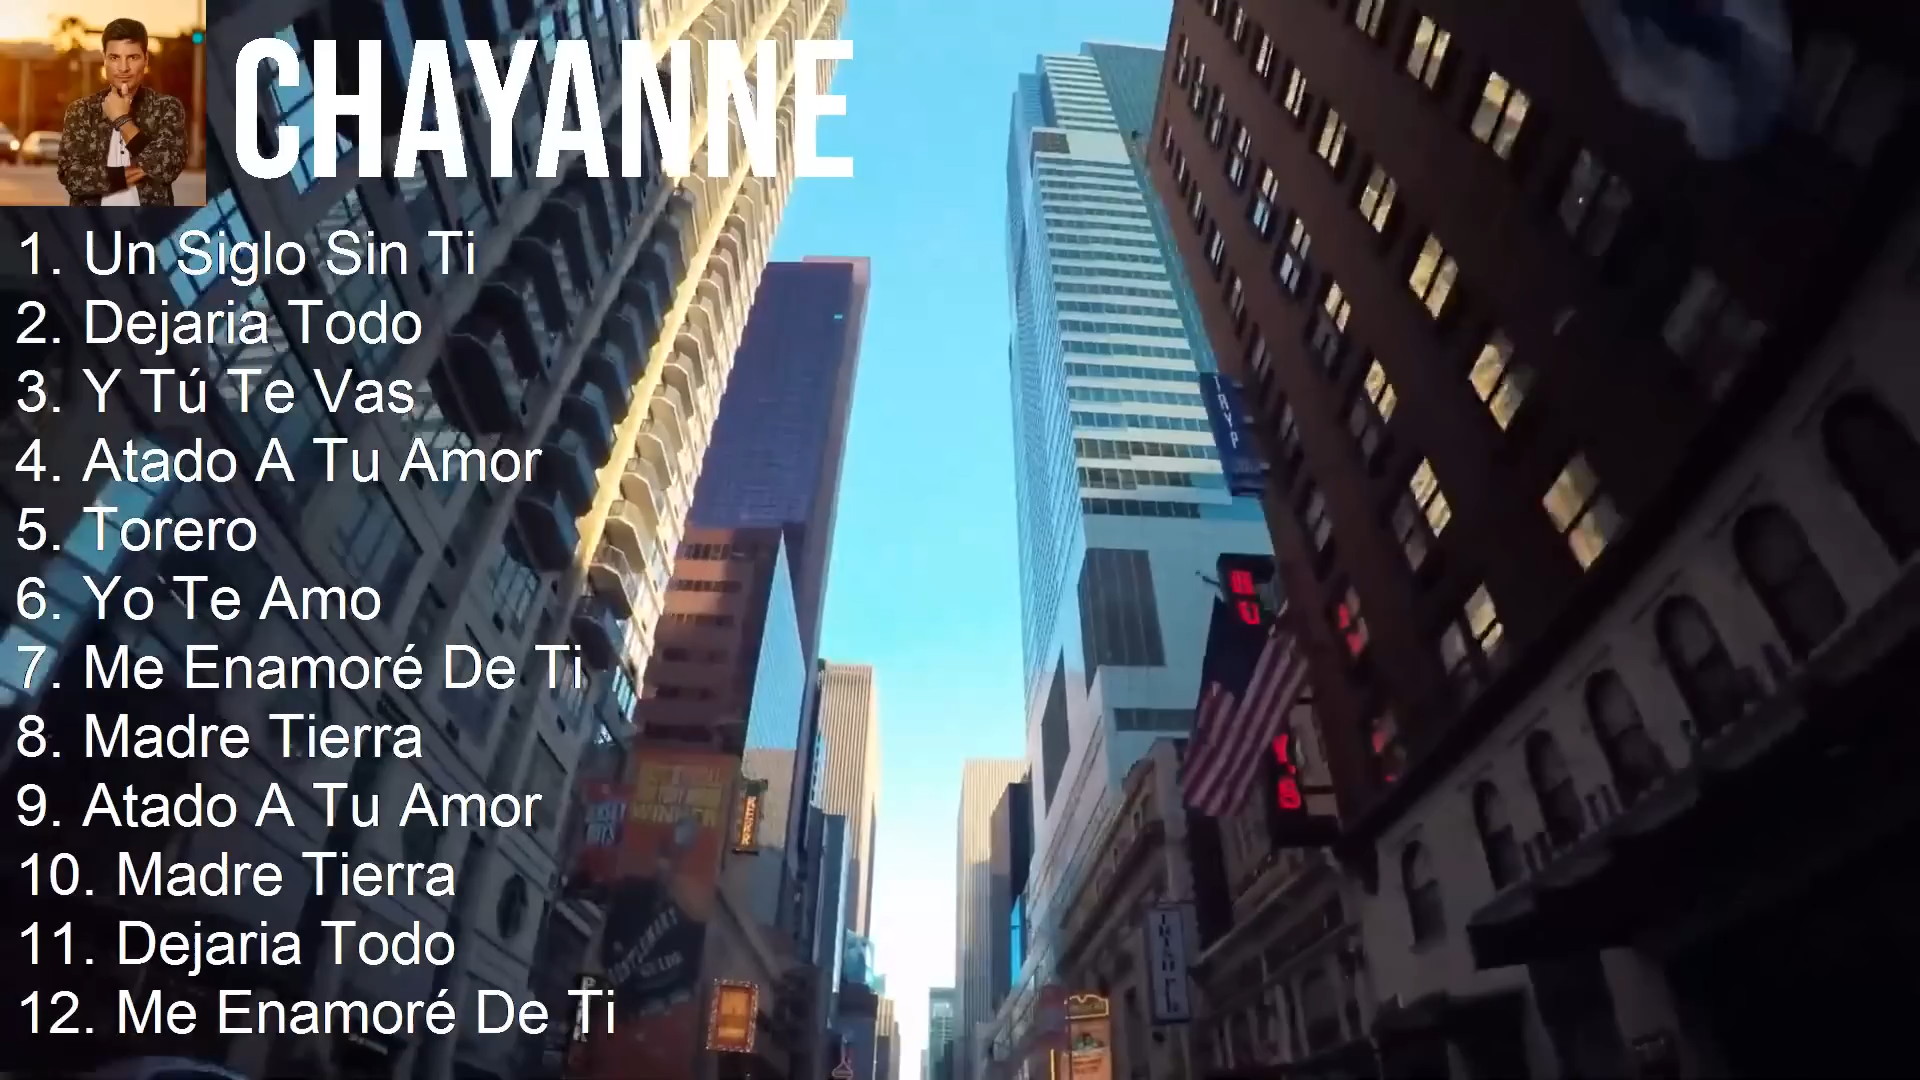 CHAYANNE
1. Un Siglo Sin Ti
2. Dejaria Todo
3. Y Tú Te Vas
4. Atado A Tu Amor
5. Torero
6. Yo Te Amo
7. Me Enamoré De Ti
8. Madre Tierra
9. Atado A Tu Amor
10. Madre Tierra
11. Dejaria Todo
12. Me Enamoré De Ti
TRYP